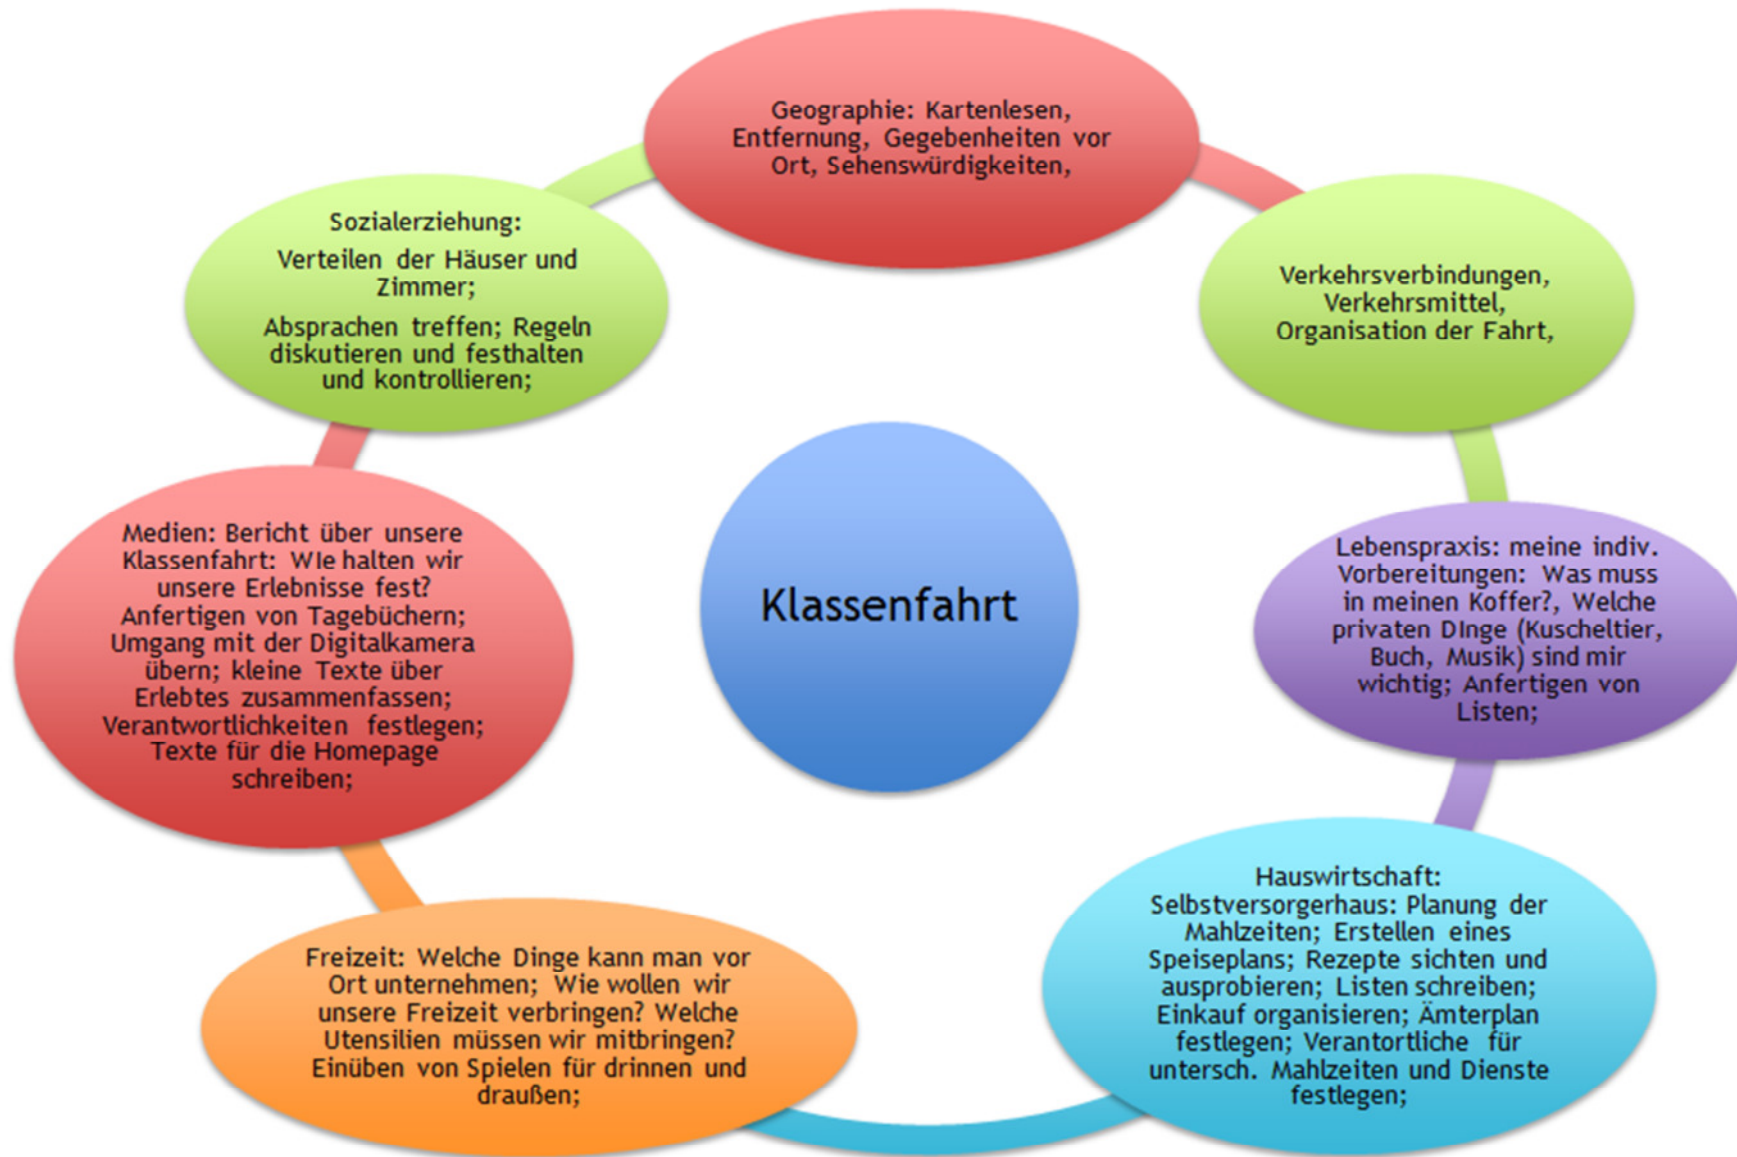 Geographie: Kartenlesen,
Entfernung, Gegebenheiten vor
Ort, Sehenswürdigkeiten,
Verkehrsverbindungen,
Verkehrsmittel,
Organisation der Fahrt,
Lebenspraxis: meine indiv.
Vorbereitungen: Was muss
in meinen Koffer?, Welche
privaten DInge (Kuscheltier,
Buch, Musik) sind mir
wichtig; Anfertigen von
Listen;
Hauswirtschaft:
Selbstversorgerhaus: Planung der
Mahlzeiten; Erstellen eines
Speiseplans; Rezepte sichten und
ausprobieren; Listen schreiben;
Einkauf organisieren; Ämterplan
festlegen; Verantortliche für
untersch. Mahlzeiten und Dienste
festlegen;
Freizeit: Welche Dinge kann man vor
Ort unternehmen; Wie wollen wir
unsere Freizeit verbringen? Welche
Utensilien müssen wir mitbringen?
Einüben von Spielen für drinnen und
draußen;
Medien: Bericht über unsere
Klassenfahrt: WIe halten wir
unsere Erlebnisse fest?
Anfertigen von Tagebüchern;
Umgang mit der Digitalkamera
übern; kleine Texte über
Erlebtes zusammenfassen;
Verantwortlichkeiten festlegen;
Texte für die Homepage
schreiben;
Sozialerziehung:
Verteilen der Häuser und
Zimmer;
Absprachen treffen; Regeln
diskutieren und festhalten
und kontrollieren;
Klassenfahrt